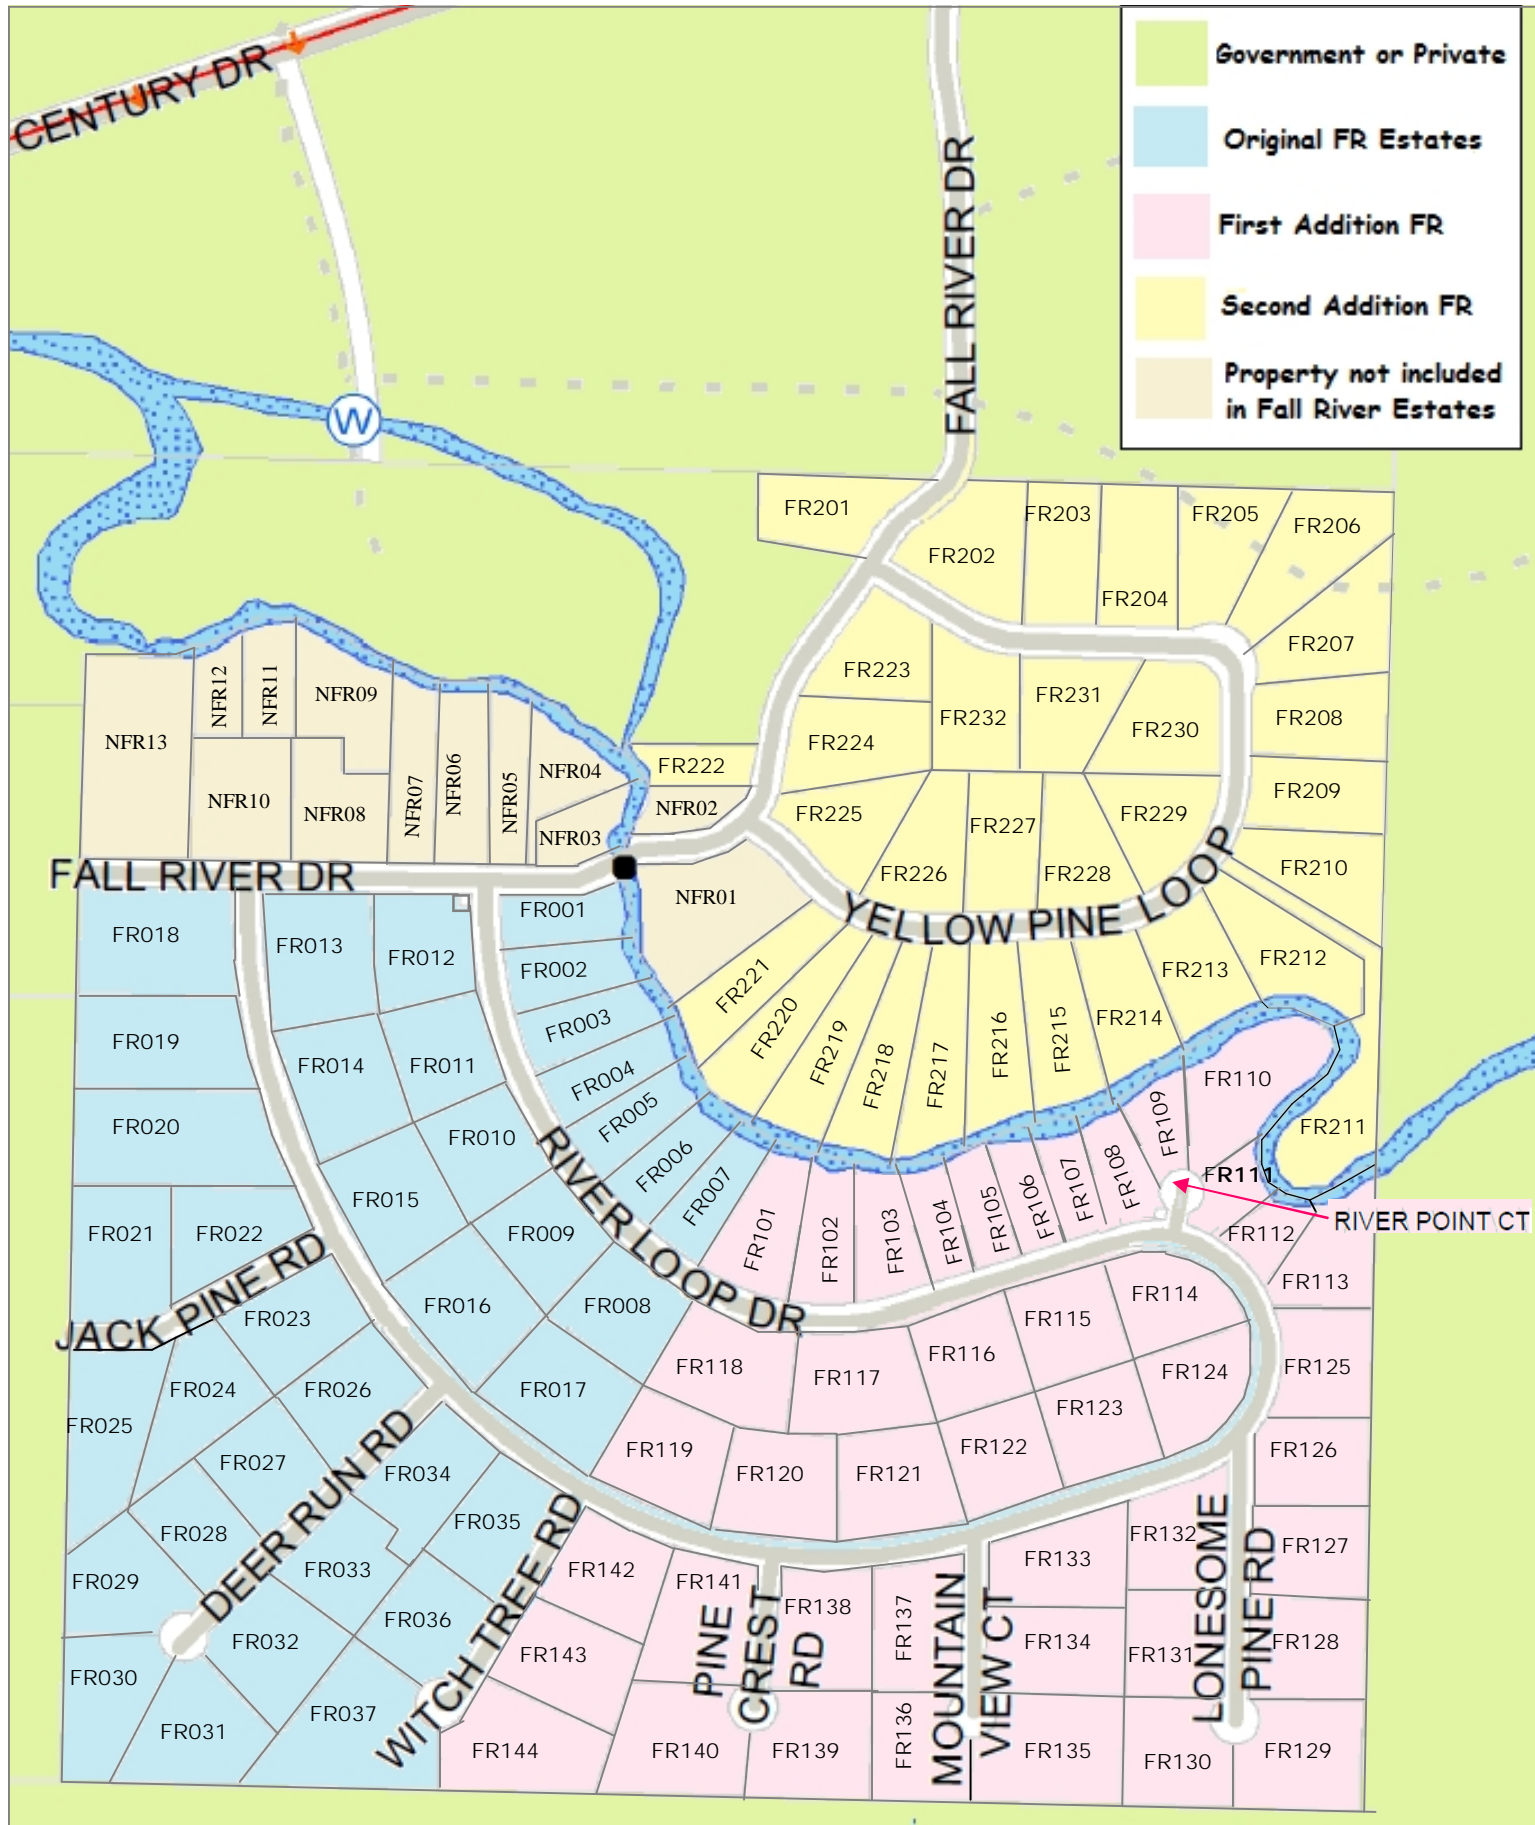 Government or Private
Original FR Estates
First Addition FR
Second Addition FR
Property not included
in Fall River Estates
CENTURY DR
FALL RIVER DR
W
FR201
FR202
FR203
FR204
FR205
FR206
FR207
FR208
FR209
FR210
FR223
FR224
FR232
FR231
FR230
FR222
FR225
FR226
FR227
FR228
FR229
NFR13
NFR12
NFR11
NFR09
NFR10
NFR08
NFR07
NFR06
NFR05
NFR04
NFR03
NFR02
NFR01
FALL RIVER DR
YELLOW PINE LOOP
FR221
FR220
FR219
FR218
FR217
FR216
FR215
FR214
FR213
FR212
FR211
FR018
FR013
FR012
FR001
FR002
FR003
FR004
FR005
FR006
FR007
FR019
FR014
FR011
FR020
FR010
FR015
FR009
FR021
FR022
FR016
FR008
FR017
RIVER LOOP DR
JACK PINE RD
FR023
FR024
FR025
FR026
FR027
FR028
FR029
FR030
FR031
FR032
FR033
FR034
FR035
FR036
FR037
DEER RUN RD
WITCH TREE RD
FR101
FR102
FR103
FR104
FR105
FR106
FR107
FR108
FR109
FR110
FR111
RIVER POINT CT
FR112
FR113
FR114
FR115
FR116
FR117
FR118
FR119
FR120
FR121
FR122
FR123
FR124
FR125
FR126
FR127
FR128
FR129
FR130
FR131
FR132
FR133
FR134
FR135
FR136
FR137
FR138
FR139
FR140
FR141
FR142
FR143
FR144
PINE
CREST
RD
MOUNTAIN
VIEW CT
LONESOME
PINE RD